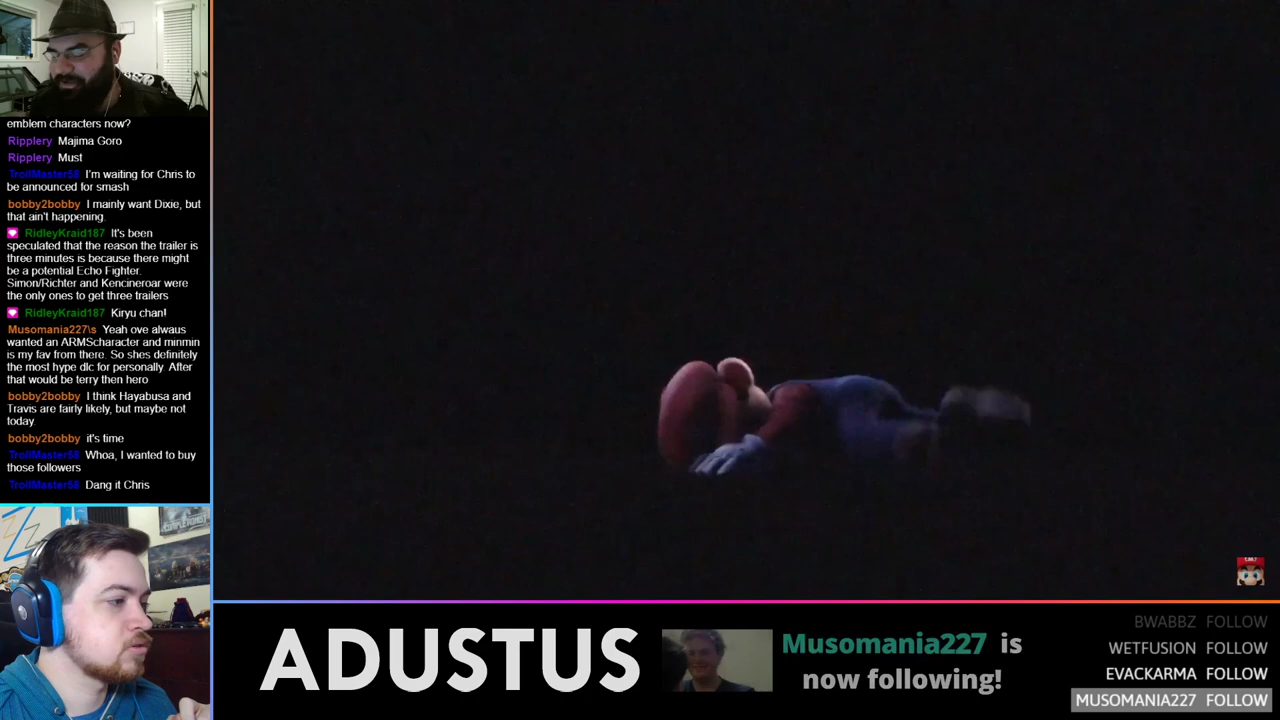 emblem characters now?
Ripplery Majima Goro
Ripplery Must
TrollMaster58 I'm waiting for Chris to
be announced for smash
bobby2bobby I mainly want Dixie, but
that ain't happening.
RidleyKraid187 It's been
speculated that the reason the trailer is
three minutes is because there might
be a potential Echo Fighter.
Simon/Richter and Kencineroar were
the only ones to get three trailers
RidleyKraid187 Kiryu chan!
Musomania227\s Yeah ove alwaus
wanted an ARMScharacter and minmin
is my fav from there. So shes definitely
the most hype dlc for personally. After
that would be terry then hero
bobby2bobby I think Hayabusa and
Travis are fairly likely, but maybe not
today.
bobby2bobby it's time
TrollMaster58 Whoa, I wanted to buy
those followers
TrollMaster58 Dang it Chris
ADUSTUS
Musomania227 is
now following!
BWABBZ FOLLOW
WETFUSION FOLLOW
EVACKARMA FOLLOW
MUSOMANIA227 FOLLOW